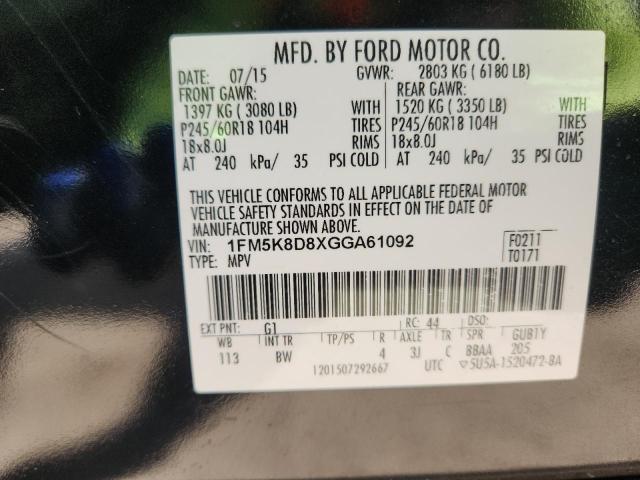 MFD. BY FORD MOTOR CO.
DATE: 07/15 GVWR: 2803 KG (6180 LB)
FRONT GAWR: REAR GAWR:
1397 KG (3080 LB) WITH 1520 KG (3350 LB) WITH
P245/60R18 104H TIRES P245/60R18 104H TIRES
18x8.0J RIMS 18x8.0J RIMS
AT 240 kPa/ 35 PSI COLD AT 240 kPa/ 35 PSI COLD
THIS VEHICLE CONFORMS TO ALL APPLICABLE FEDERAL MOTOR
VEHICLE SAFETY STANDARDS IN EFFECT ON THE DATE OF
MANUFACTURE SHOWN ABOVE.
VIN: 1FM5K8D8XGGA61092 F0211
TYPE: MPV T0171
EXT PNT: G1 RC: 44 DSO:
WB INT TR TP/PS R AXLE TR SPR GUB1Y
113 BW 4 3J C BBAA 205
1201507292667 UTC ▽5U5A-1520472-BA